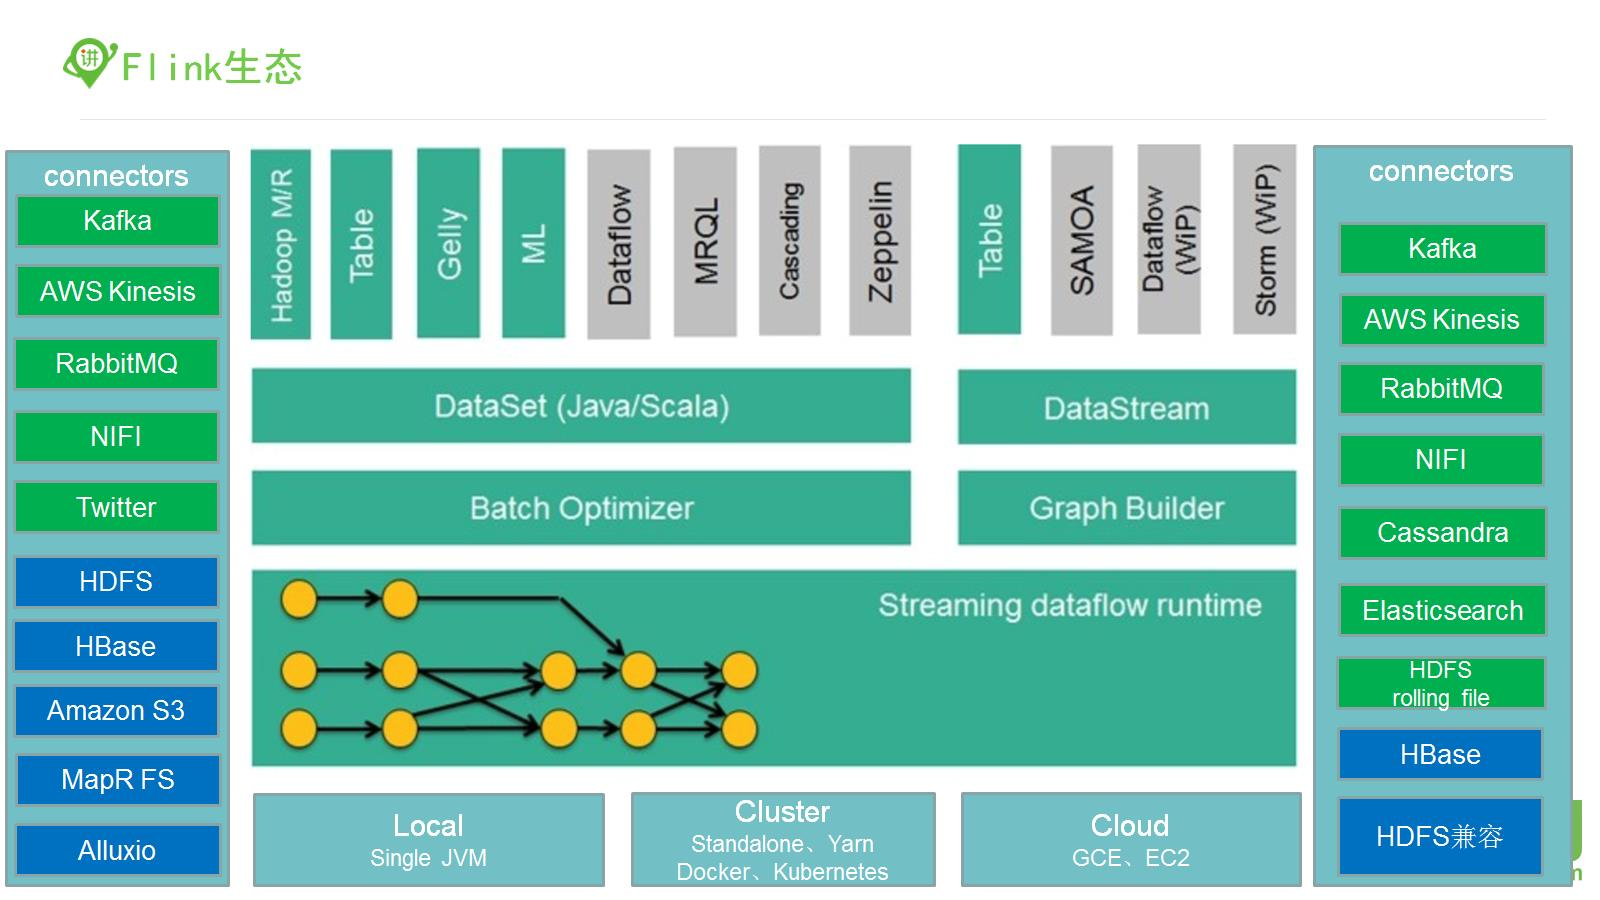 讲
Flink生态
connectors
Kafka
AWS Kinesis
RabbitMQ
NIFI
Twitter
HDFS
HBase
Amazon S3
MapR FS
Alluxio
Hadoop M/R
Table
Gelly
ML
Dataflow
MRQL
Cascading
Zeppelin
Table
SAMOA
Dataflow
(WiP)
Storm (WiP)
DataSet (Java/Scala)
DataStream
Batch Optimizer
Graph Builder
Streaming dataflow runtime
Local
Single JVM
Cluster
Standalone、Yarn
Docker、Kubernetes
Cloud
GCE、EC2
connectors
Kafka
AWS Kinesis
RabbitMQ
NIFI
Cassandra
Elasticsearch
HDFS
rolling file
HBase
HDFS兼容